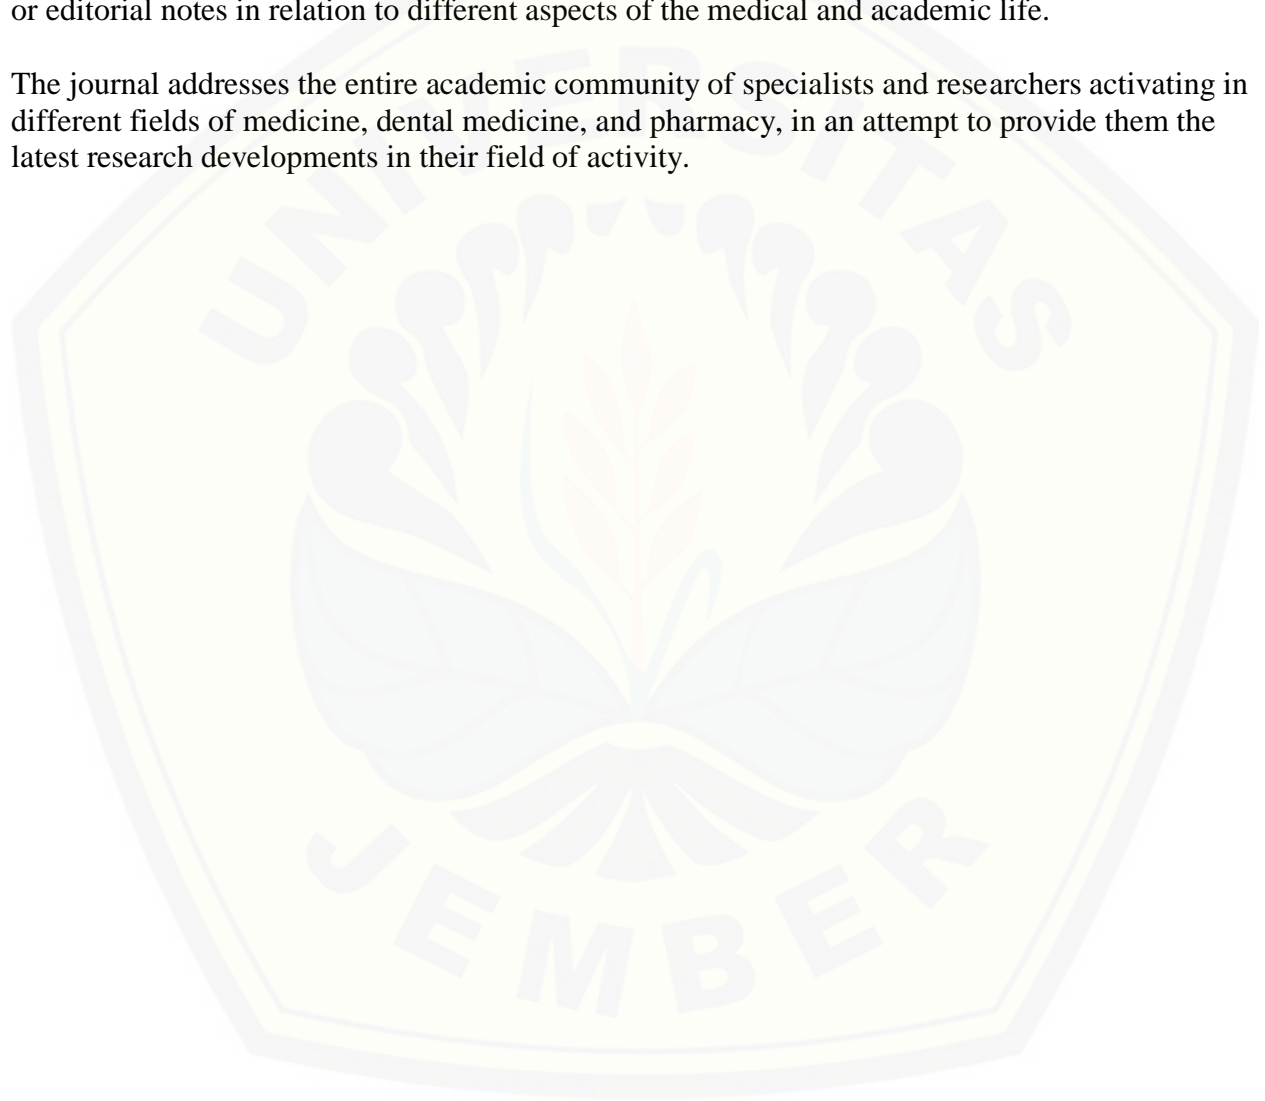 or editorial notes in relation to different aspects of the medical and academic life.
The journal addresses the entire academic community of specialists and researchers activating in
different fields of medicine, dental medicine, and pharmacy, in an attempt to provide them the
latest research developments in their field of activity.
UNIVERSITAS
JEMBER